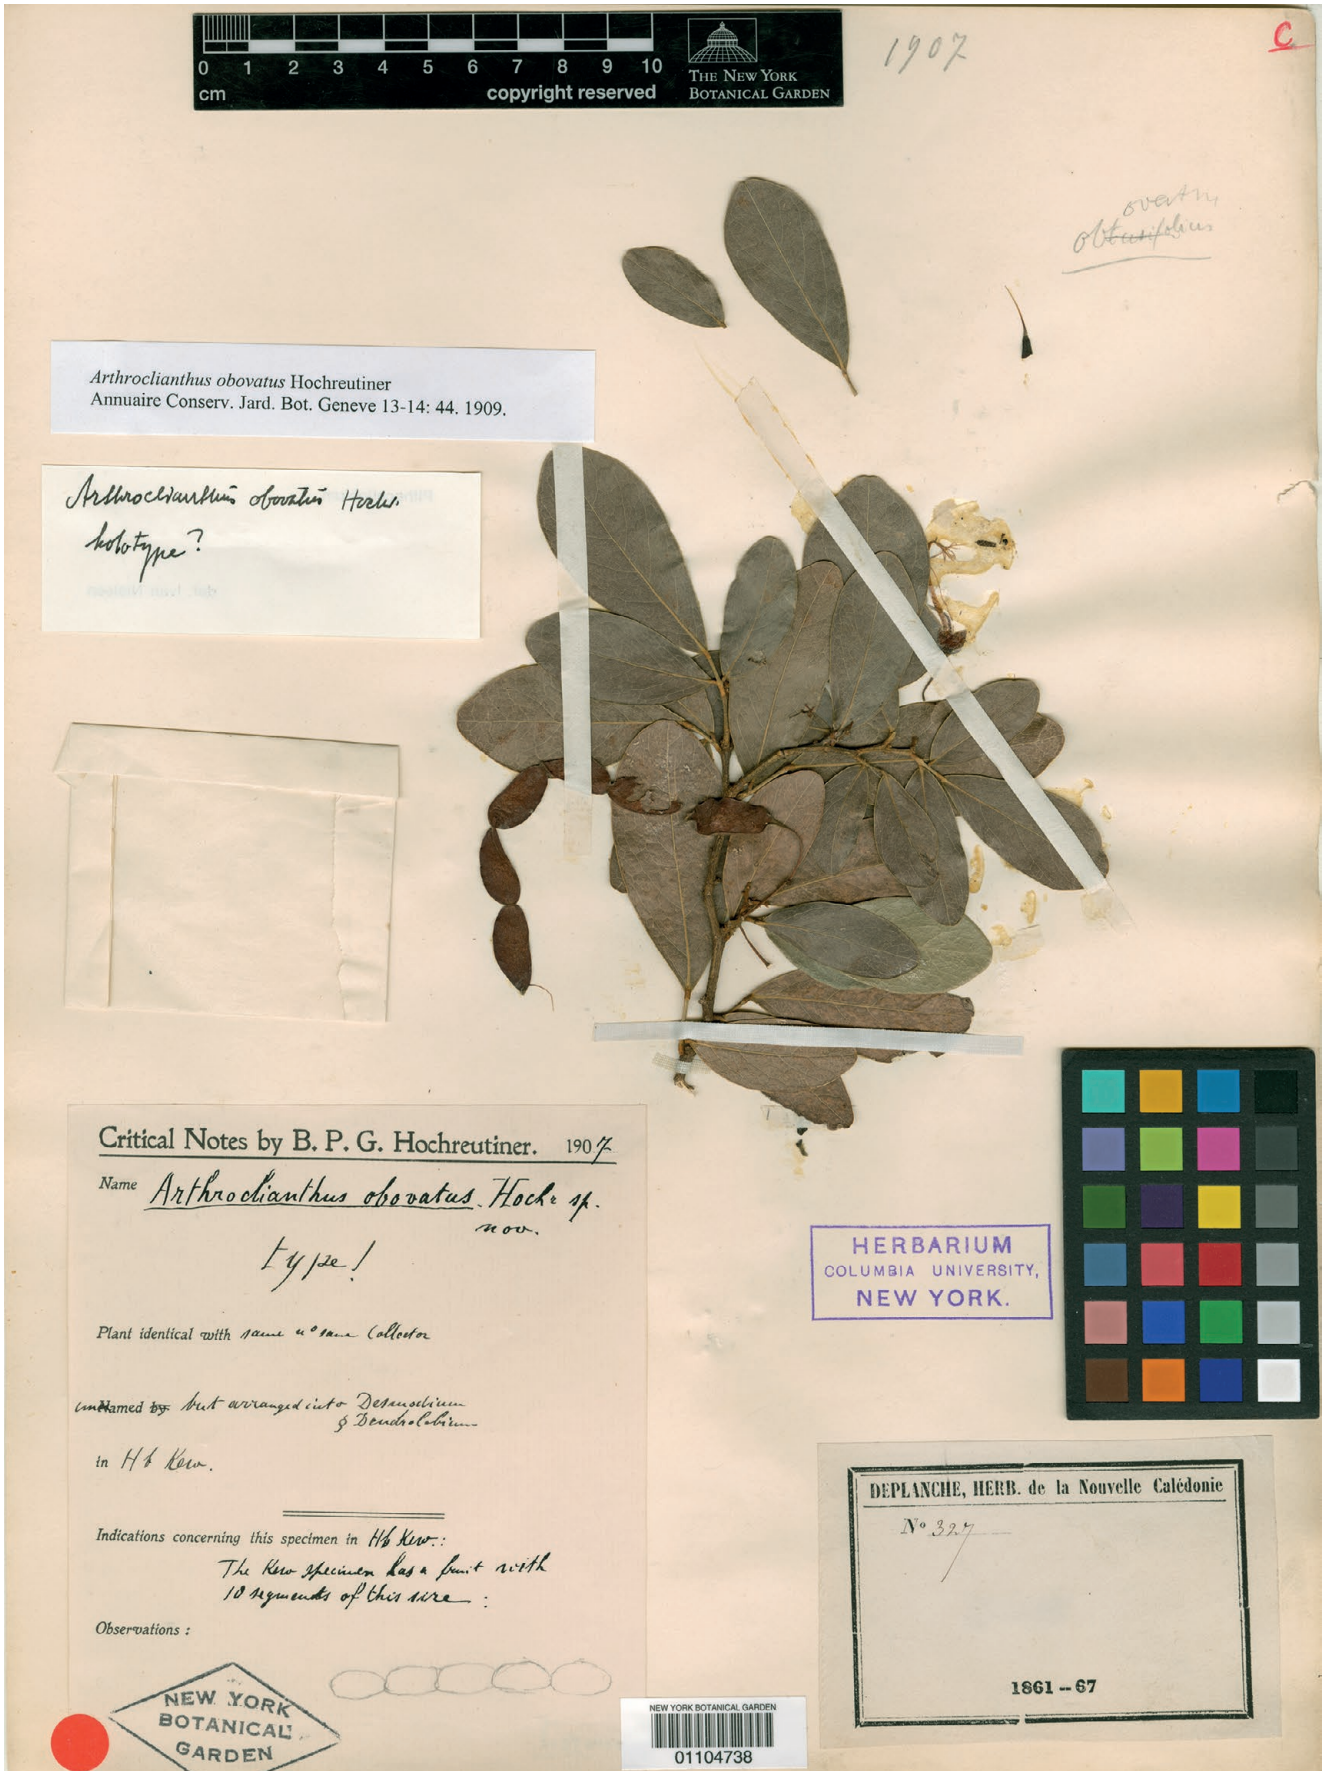 0 1 2 3 4 5 6 7 8 9 10
cm
copyright reserved
THE NEW YORK
BOTANICAL GARDEN
1907
C
obtusifolius
Arthroclianthus obovatus Hochreutiner
Annuaire Conserv. Jard. Bot. Geneve 13-14: 44. 1909.
Arthroclianthus obovatus Hochr.
holotype?
Critical Notes by B. P. G. Hochreutiner. 1907
Name Arthroclianthus obovatus. Hochr sp.
nov.
type!
Plant identical with same no same Collector
unNamed by but arranged into Desmodium
§ Dendrolobium
in Hb Kew.
Indications concerning this specimen in Hb Kew.:
The Kew specimen has a fruit with
10 segments of this size :
Observations :
NEW YORK
BOTANICAL
GARDEN
HERBARIUM
COLUMBIA UNIVERSITY,
NEW YORK.
DEPLANCHE, HERB. de la Nouvelle Calédonie
No 327
1861--67
NEW YORK BOTANICAL GARDEN
01104738